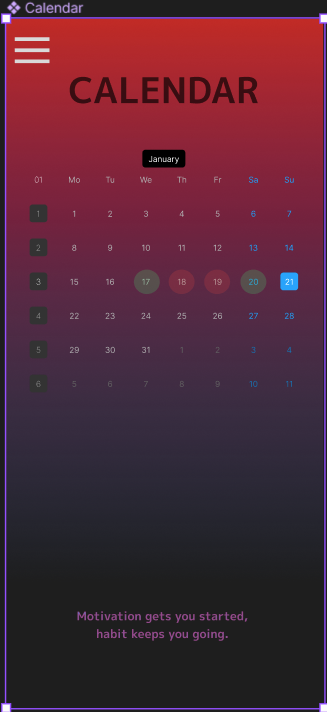 Calendar
CALENDAR
January
01 Mo Tu We Th Fr Sa Su
1 1 2 3 4 5 6 7
2 8 9 10 11 12 13 14
3 15 16 17 18 19 20 21
4 22 23 24 25 26 27 28
5 29 30 31 1 2 3 4
6 5 6 7 8 9 10 11
Motivation gets you started,
habit keeps you going.